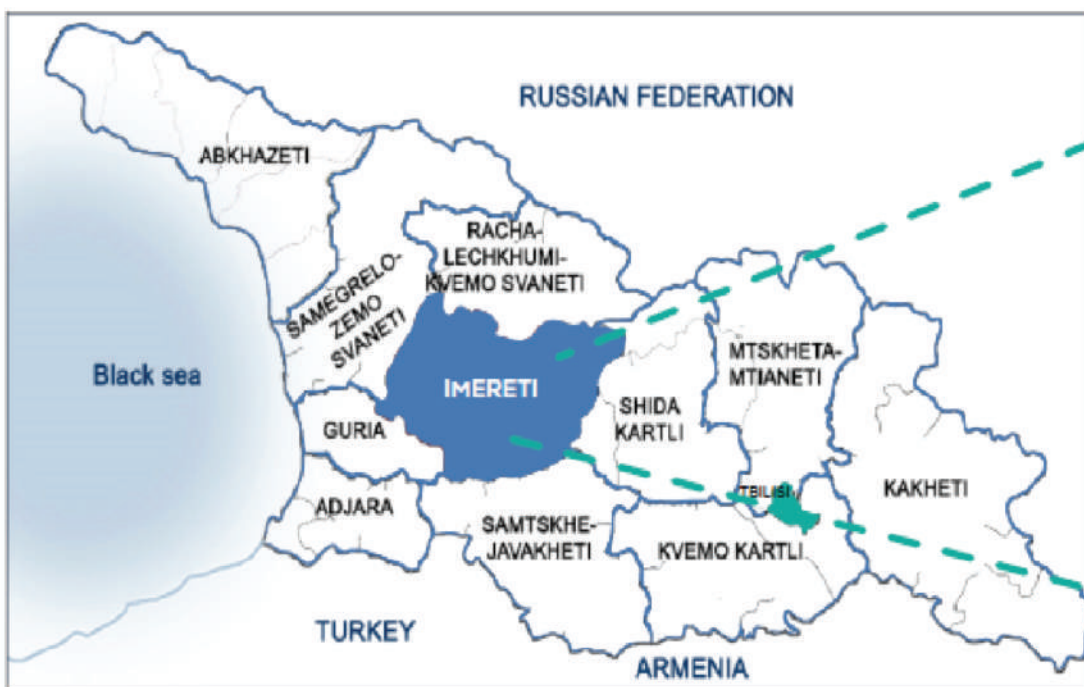 RUSSIAN FEDERATION
ABKHAZETI
RACHA-
LECHKHUMI-
KVEMO SVANETI
SAMEGRELO-
ZEMO
SVANETI
MTSKHETA-
MTIANETI
Black sea
IMERETI
SHIDA
KARTLI
GURIA
KAKHETI
TBILISI
ADJARA
SAMTSKHE-
JAVAKHETI
KVEMO KARTLI
TURKEY
ARMENIA